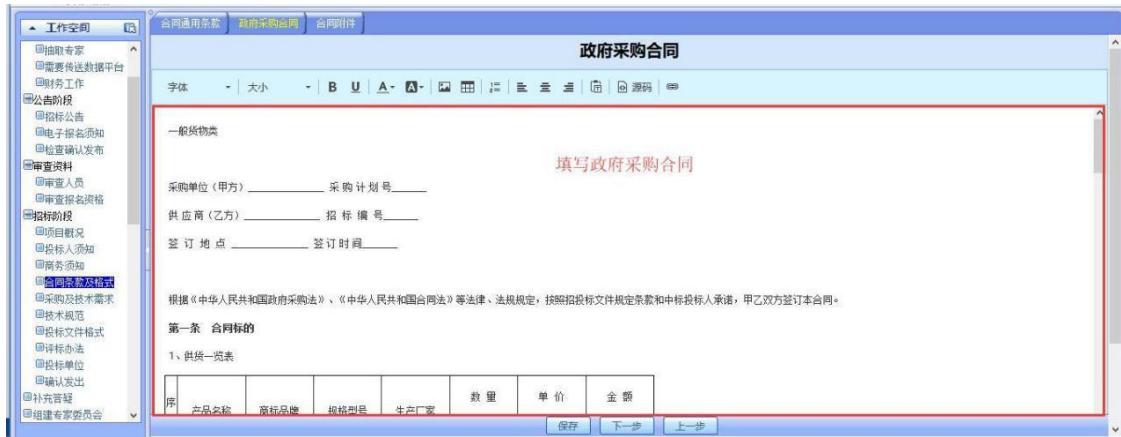 工作空间
抽取专家
需要传送数据平台
财务工作
公告阶段
招标公告
电子报名须知
检查确认发布
审查资料
审查人员
审查报名资格
招标阶段
项目概况
投标人须知
商务须知
合同条款及格式
采购及技术需求
技术规范
投标文件格式
评标办法
投标单位
确认发出
补充答疑
组建专家委员会
合同通用条款 政府采购合同 合同附件
政府采购合同
字体 大小 B U A A 源码
一般货物类
填写政府采购合同
采购单位（甲方）____________ 采 购 计 划 号______
供 应 商（乙方）____________ 招 标 编 号______
签 订 地 点 ____________ 签订时间______
根据《中华人民共和国政府采购法》、《中华人民共和国合同法》等法律、法规规定，按照招投标文件规定条款和中标投标人承诺，甲乙双方签订本合同。
第一条 合同标的
1、供货一览表
序 产品名称 商标品牌 规格型号 生产厂家 数 量 单 价 金 额
保存 下一步 上一步